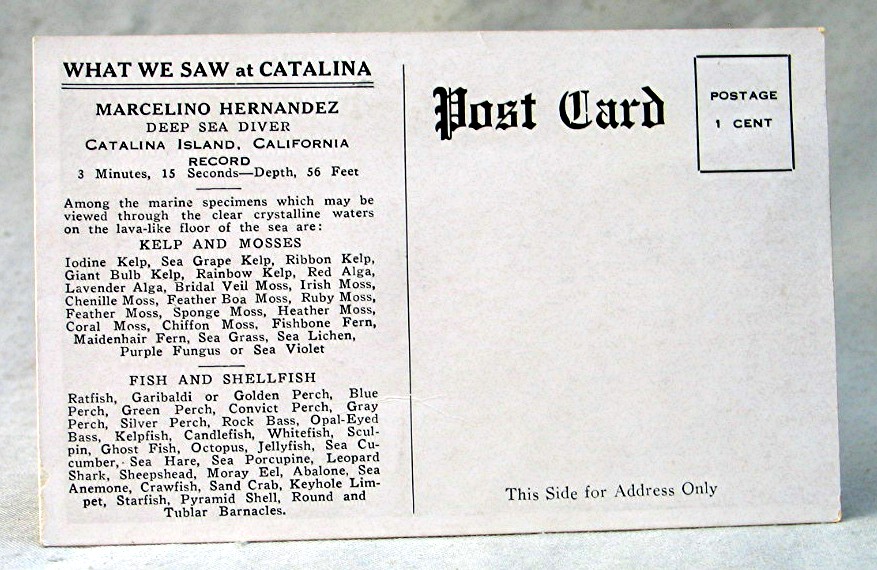 WHAT WE SAW at CATALINA
MARCELINO HERNANDEZ
DEEP SEA DIVER
CATALINA ISLAND, CALIFORNIA
RECORD
3 Minutes, 15 Seconds—Depth, 56 Feet
Among the marine specimens which may be
viewed through the clear crystalline waters
on the lava-like floor of the sea are:
KELP AND MOSSES
Iodine Kelp, Sea Grape Kelp, Ribbon Kelp,
Giant Bulb Kelp, Rainbow Kelp, Red Alga,
Lavender Alga, Bridal Veil Moss, Irish Moss,
Chenille Moss, Feather Boa Moss, Ruby Moss,
Feather Moss, Sponge Moss, Heather Moss,
Coral Moss, Chiffon Moss, Fishbone Fern,
Maidenhair Fern, Sea Grass, Sea Lichen,
Purple Fungus or Sea Violet
FISH AND SHELLFISH
Ratfish, Garibaldi or Golden Perch, Blue
Perch, Green Perch, Convict Perch, Gray
Perch, Silver Perch, Rock Bass, Opal-Eyed
Bass, Kelpfish, Candlefish, Whitefish, Scul-
pin, Ghost Fish, Octopus, Jellyfish, Sea Cu-
cumber, Sea Hare, Sea Porcupine, Leopard
Shark, Sheepshead, Moray Eel, Abalone, Sea
Anemone, Crawfish, Sand Crab, Keyhole Lim-
pet, Starfish, Pyramid Shell, Round and
Tublar Barnacles.
Post Card
POSTAGE
1 CENT
This Side for Address Only